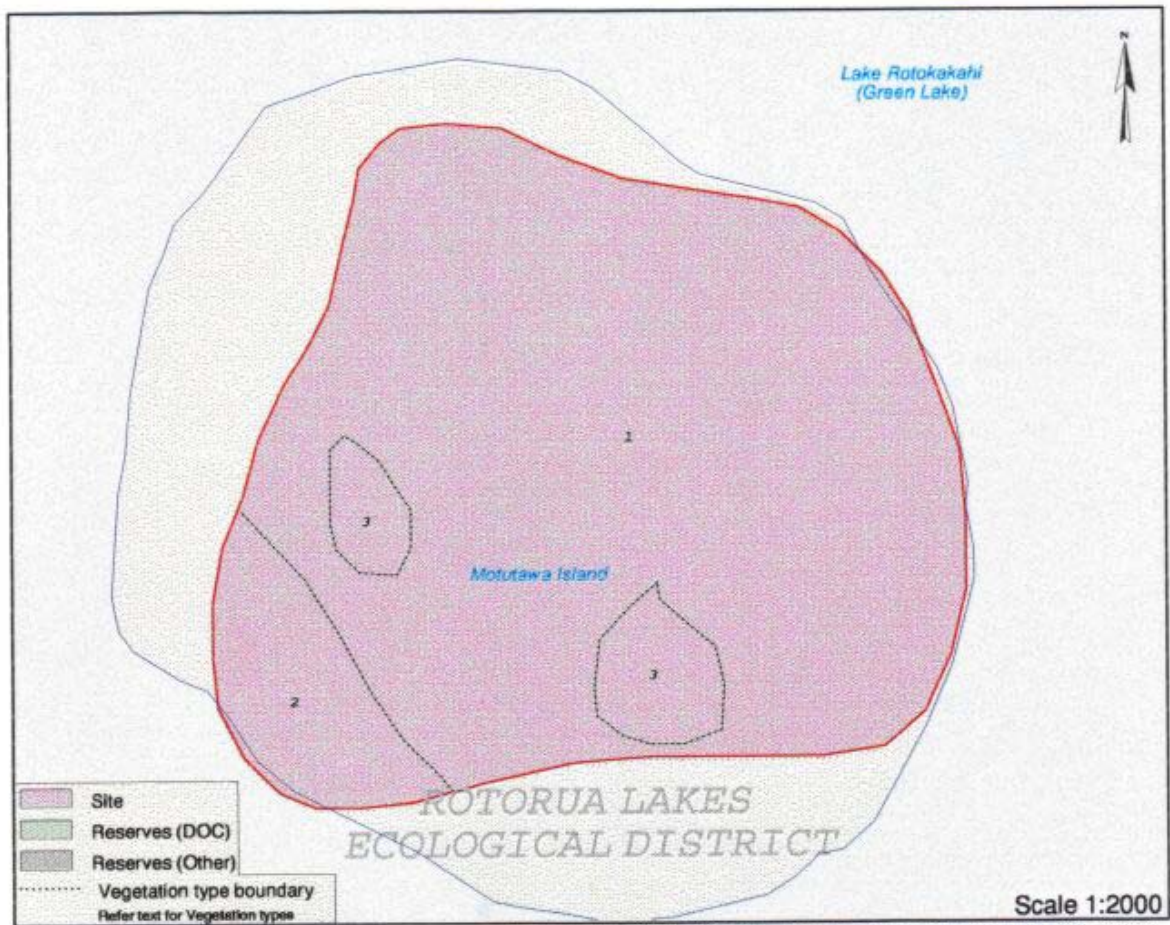 N
Lake Rotokakahi
(Green Lake)
1
3
Motutawa Island
3
2
ROTORUA LAKES
ECOLOGICAL DISTRICT
Site
Reserves (DOC)
Reserves (Other)
Vegetation type boundary
Refer text for Vegetation types
Scale 1:2000